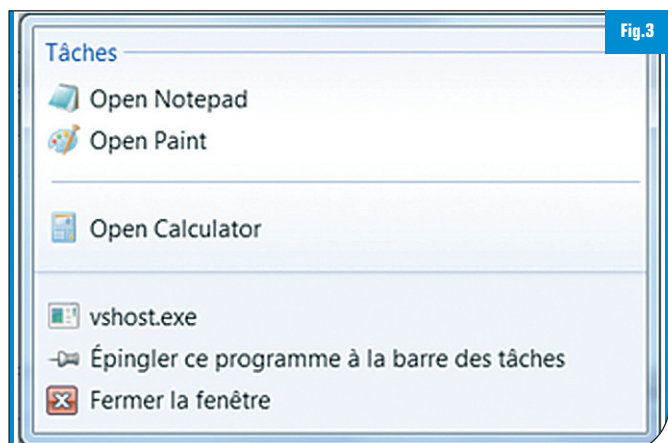 Fig.3
Tâches
Open Notepad
Open Paint
Open Calculator
vshost.exe
Épingler ce programme à la barre des tâches
Fermer la fenêtre